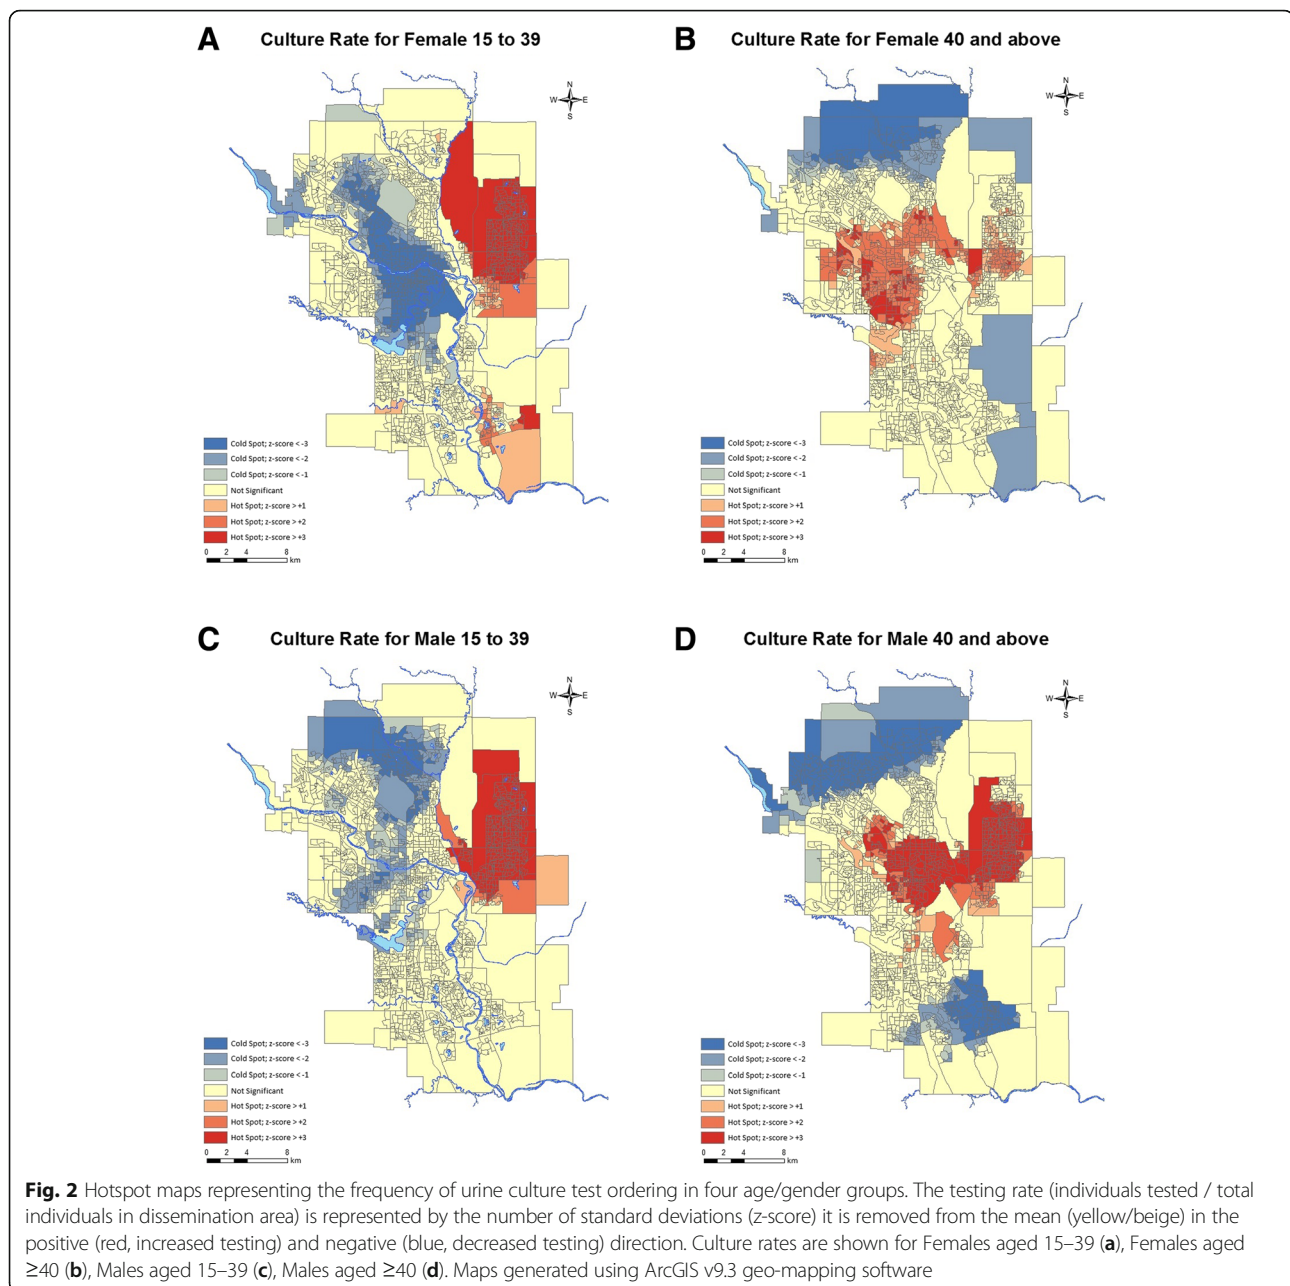 A Culture Rate for Female 15 to 39
N
W E
S
Cold Spot; z-score < -3
Cold Spot; z-score < -2
Cold Spot; z-score < -1
Not Significant
Hot Spot; z-score > +1
Hot Spot; z-score > +2
Hot Spot; z-score > +3
0 2 4 8
km
B Culture Rate for Female 40 and above
N
W E
S
Cold Spot; z-score < -3
Cold Spot; z-score < -2
Cold Spot; z-score < -1
Not Significant
Hot Spot; z-score > +1
Hot Spot; z-score > +2
Hot Spot; z-score > +3
0 2 4 8
km
C Culture Rate for Male 15 to 39
N
W E
S
Cold Spot; z-score < -3
Cold Spot; z-score < -2
Cold Spot; z-score < -1
Not Significant
Hot Spot; z-score > +1
Hot Spot; z-score > +2
Hot Spot; z-score > +3
0 2 4 8
km
D Culture Rate for Male 40 and above
N
W E
S
Cold Spot; z-score < -3
Cold Spot; z-score < -2
Cold Spot; z-score < -1
Not Significant
Hot Spot; z-score > +1
Hot Spot; z-score > +2
Hot Spot; z-score > +3
0 2 4 8
km
Fig. 2 Hotspot maps representing the frequency of urine culture test ordering in four age/gender groups. The testing rate (individuals tested / total
individuals in dissemination area) is represented by the number of standard deviations (z-score) it is removed from the mean (yellow/beige) in the
positive (red, increased testing) and negative (blue, decreased testing) direction. Culture rates are shown for Females aged 15–39 (a), Females aged
≥40 (b), Males aged 15–39 (c), Males aged ≥40 (d). Maps generated using ArcGIS v9.3 geo-mapping software